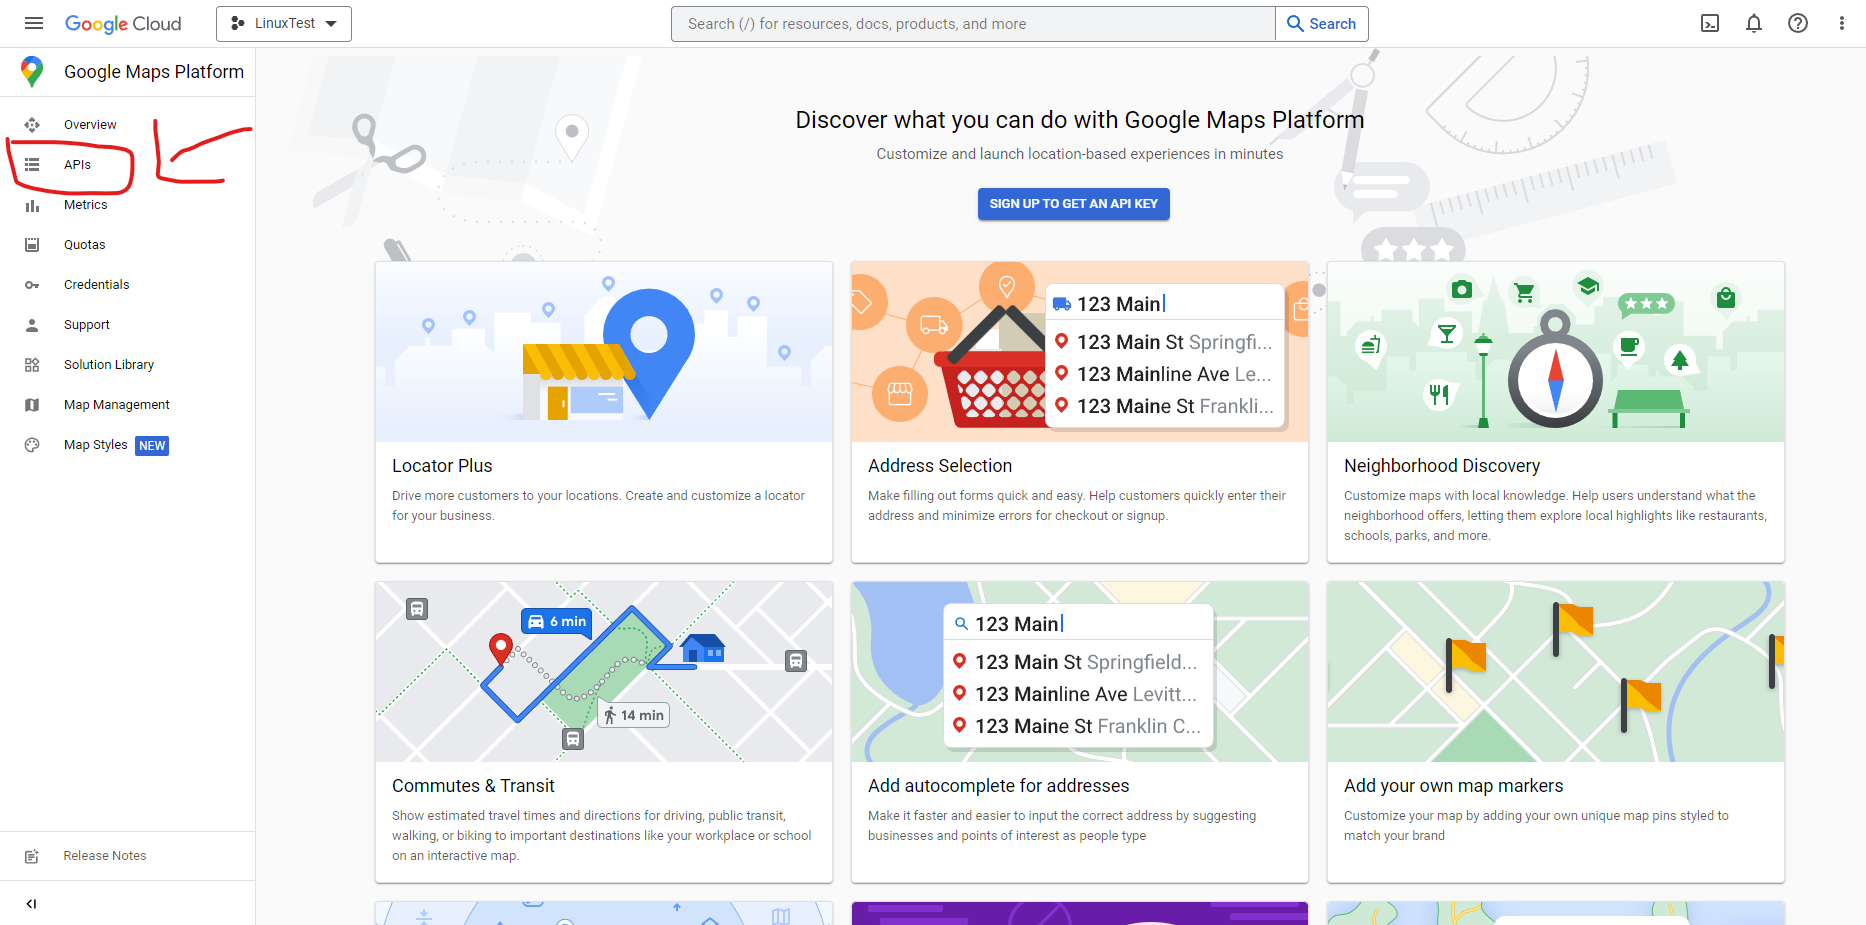 Google Cloud
LinuxTest
Search (/) for resources, docs, products, and more
Search
Google Maps Platform
Overview
APIs
Metrics
Quotas
Credentials
Support
Solution Library
Map Management
Map Styles NEW
Release Notes
Discover what you can do with Google Maps Platform
Customize and launch location-based experiences in minutes
SIGN UP TO GET AN API KEY
Locator Plus
Drive more customers to your locations. Create and customize a locator
for your business.
123 Main
123 Main St Springfi...
123 Mainline Ave Le...
123 Maine St Frankli...
Address Selection
Make filling out forms quick and easy. Help customers quickly enter their
address and minimize errors for checkout or signup.
Neighborhood Discovery
Customize maps with local knowledge. Help users understand what the
neighborhood offers, letting them explore local highlights like restaurants,
schools, parks, and more.
6 min
14 min
Commutes & Transit
Show estimated travel times and directions for driving, public transit,
walking, or biking to important destinations like your workplace or school
on an interactive map.
123 Main
123 Main St Springfield...
123 Mainline Ave Levitt...
123 Maine St Franklin C...
Add autocomplete for addresses
Make it faster and easier to input the correct address by suggesting
businesses and points of interest as people type
Add your own map markers
Customize your map by adding your own unique map pins styled to
match your brand